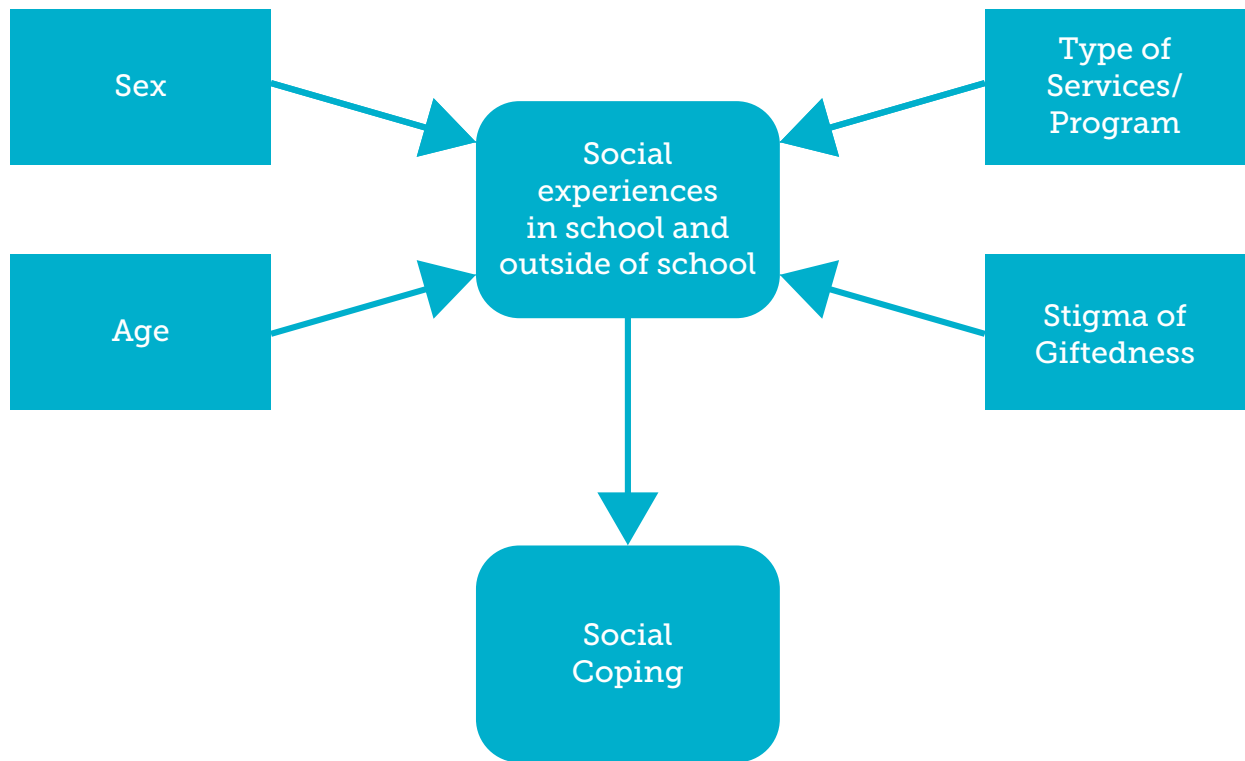 Sex
Type of
Services/
Program
Social
experiences
in school and
outside of school
Age
Stigma of
Giftedness
Social
Coping